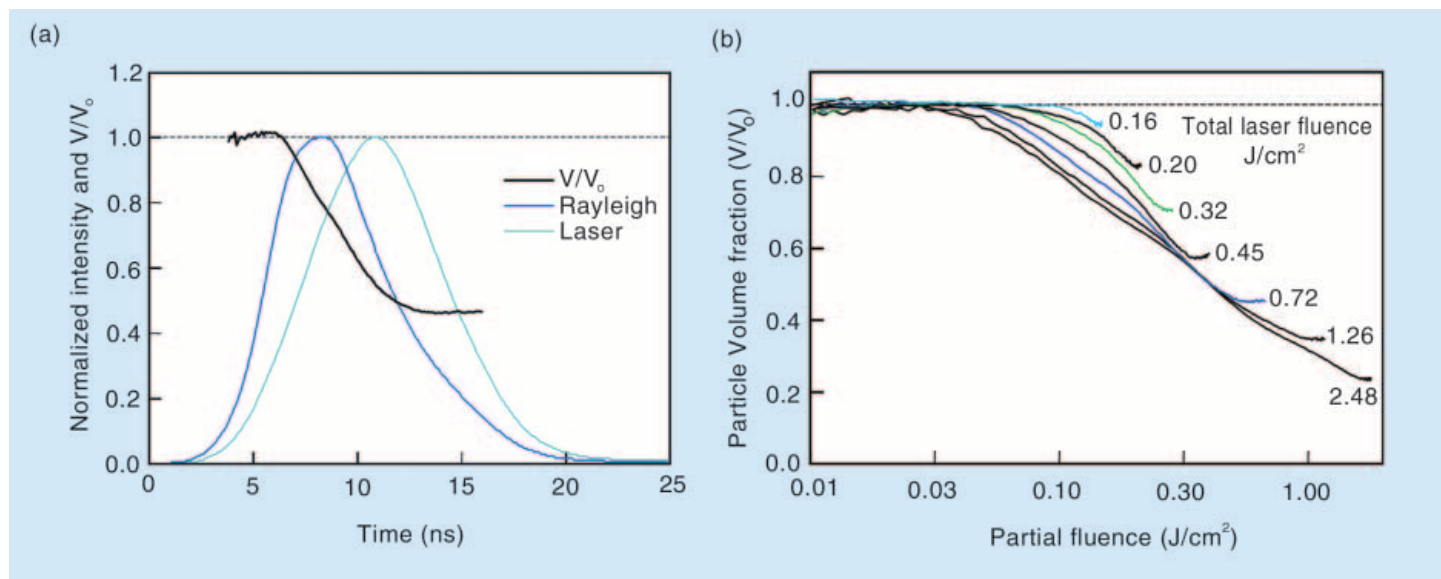 (a)
1.2
1.0
0.8
0.6
0.4
0.2
0.0
Normalized intensity and V/Vₒ
V/Vₒ
Rayleigh
Laser
0
5
10
15
20
25
Time (ns)
(b)
1.0
0.8
0.6
0.4
0.2
0.0
Particle Volume fraction (V/Vₒ)
0.16
Total laser fluence
J/cm²
0.20
0.32
0.45
0.72
1.26
2.48
0.01
0.03
0.10
0.30
1.00
Partial fluence (J/cm²)